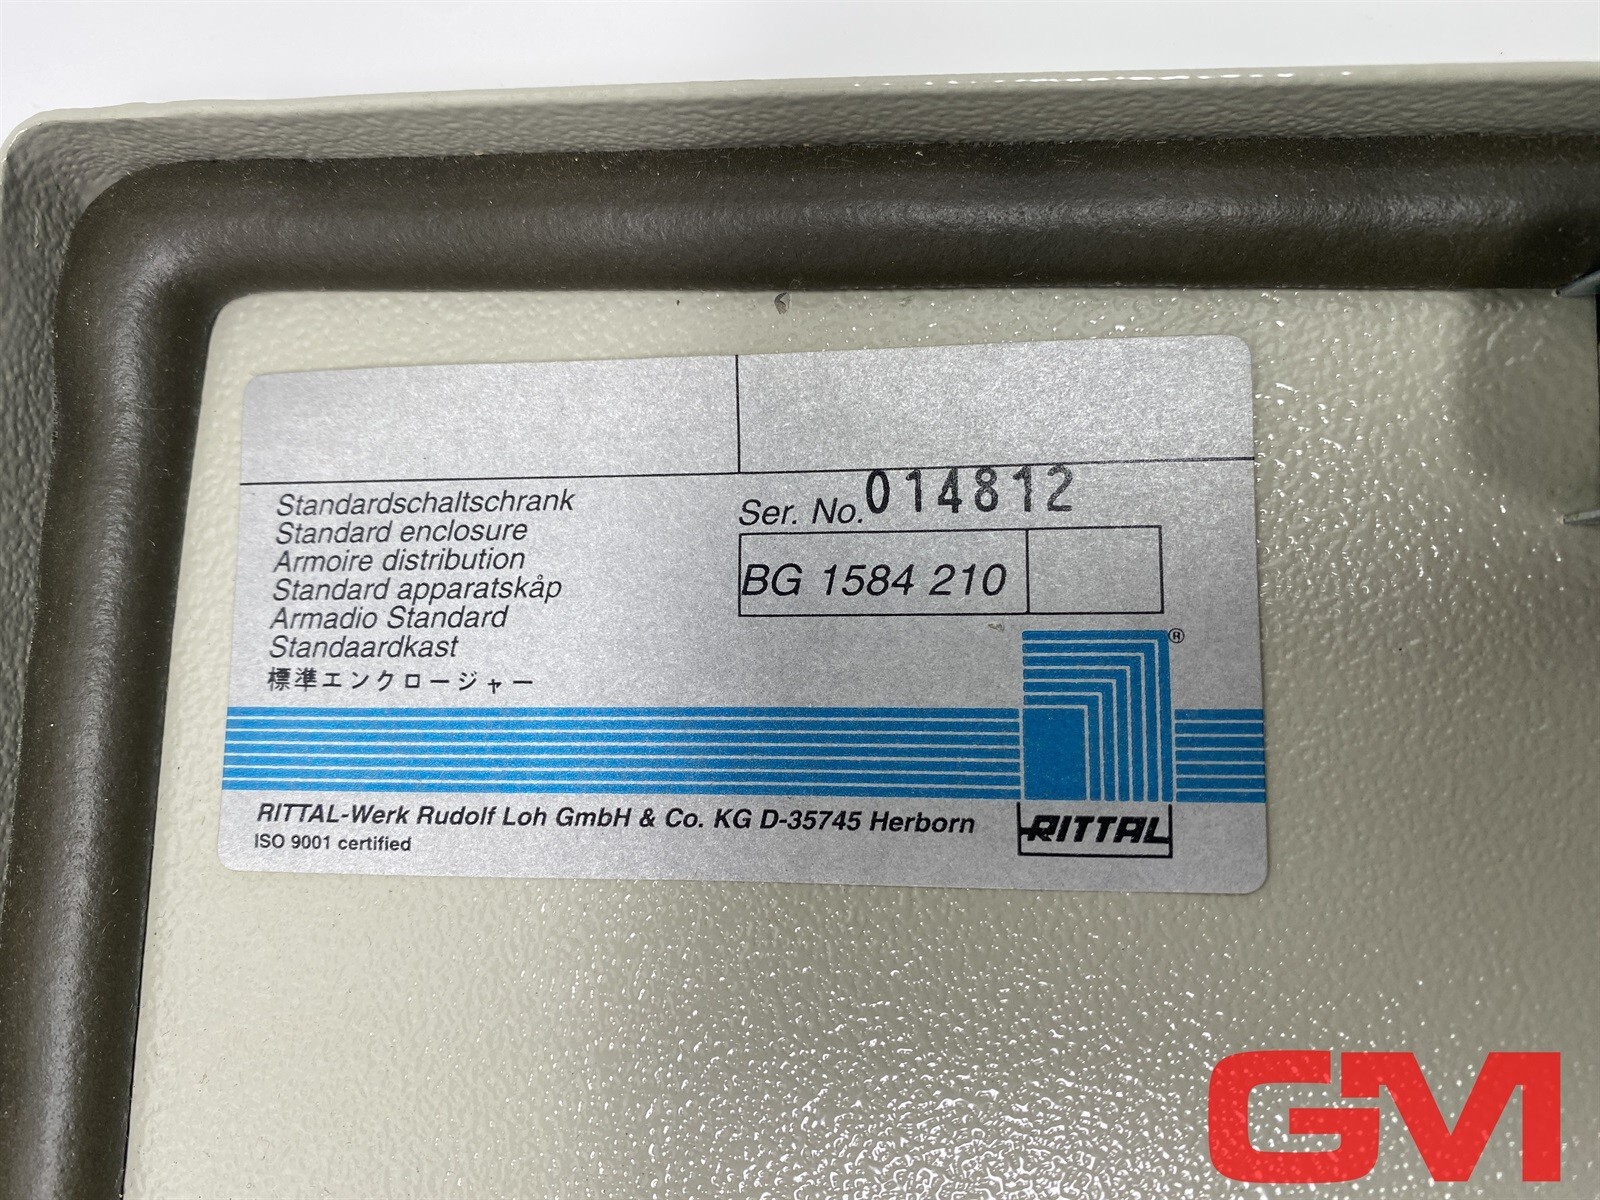 Standardschaltschrank
Standard enclosure
Armoire distribution
Standard apparatskåp
Armadio Standard
Standaardkast
標準エンクロージャー
Ser. No. 014812
BG 1584 210
®
RITTAL-Werk Rudolf Loh GmbH & Co. KG D-35745 Herborn
ISO 9001 certified
RITTAL
GM